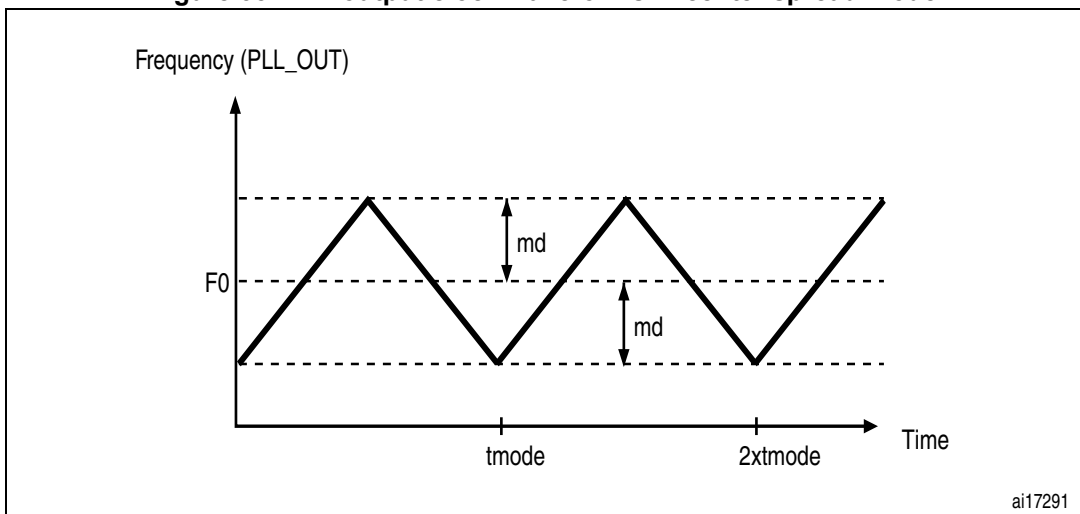 Frequency (PLL_OUT)
md
F0
md
tmode
2xtmode
Time
ai17291